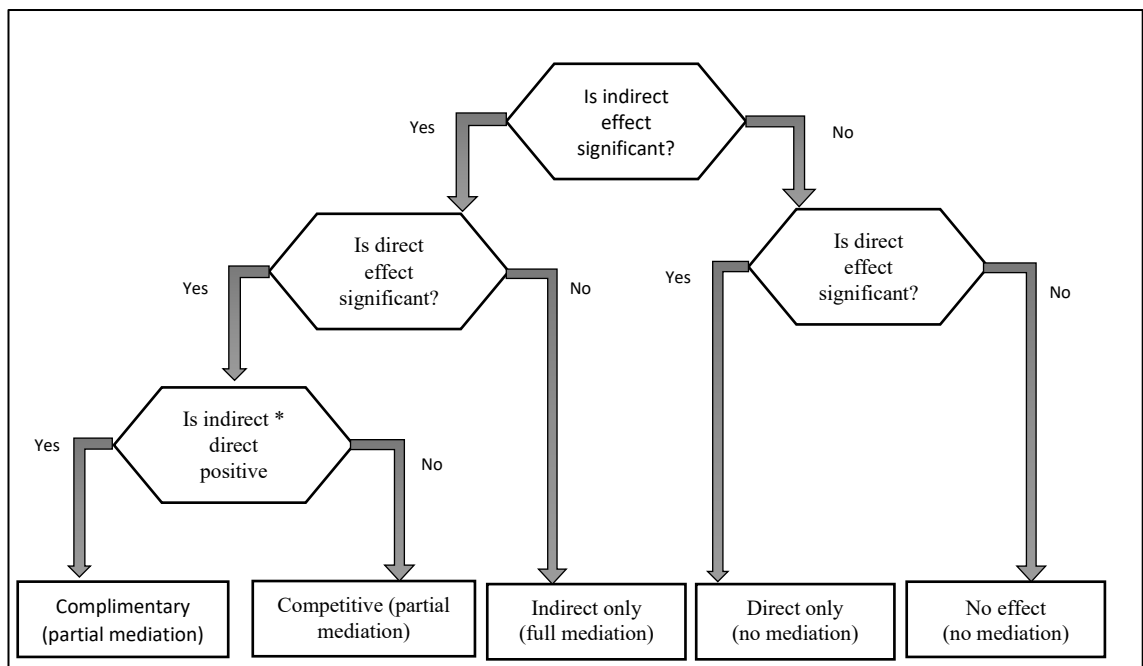 Is indirect
effect
significant?
Yes
No
Is direct
effect
significant?
Yes
No
Is direct
effect
significant?
Yes
No
Is indirect *
direct
positive
Yes
No
Complimentary
(partial mediation)
Competitive (partial
mediation)
Indirect only
(full mediation)
Direct only
(no mediation)
No effect
(no mediation)